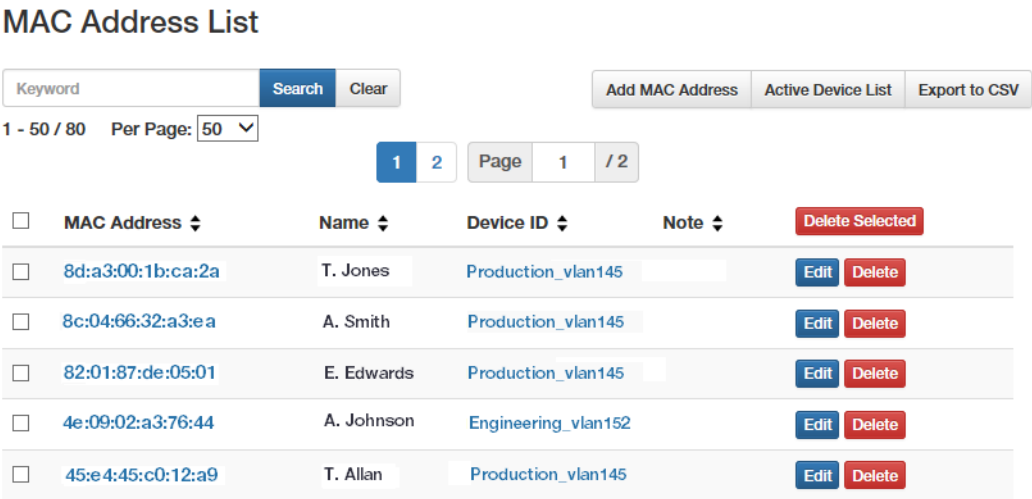 MAC Address List
Keyword Search Clear Add MAC Address Active Device List Export to CSV
1 - 50 / 80 Per Page: 50
1 2 Page 1 / 2
MAC Address Name Device ID Note Delete Selected
8d:a3:00:1b:ca:2a T. Jones Production_vlan145 Edit Delete
8c:04:66:32:a3:ea A. Smith Production_vlan145 Edit Delete
82:01:87:de:05:01 E. Edwards Production_vlan145 Edit Delete
4e:09:02:a3:76:44 A. Johnson Engineering_vlan152 Edit Delete
45:e4:45:c0:12:a9 T. Allan Production_vlan145 Edit Delete